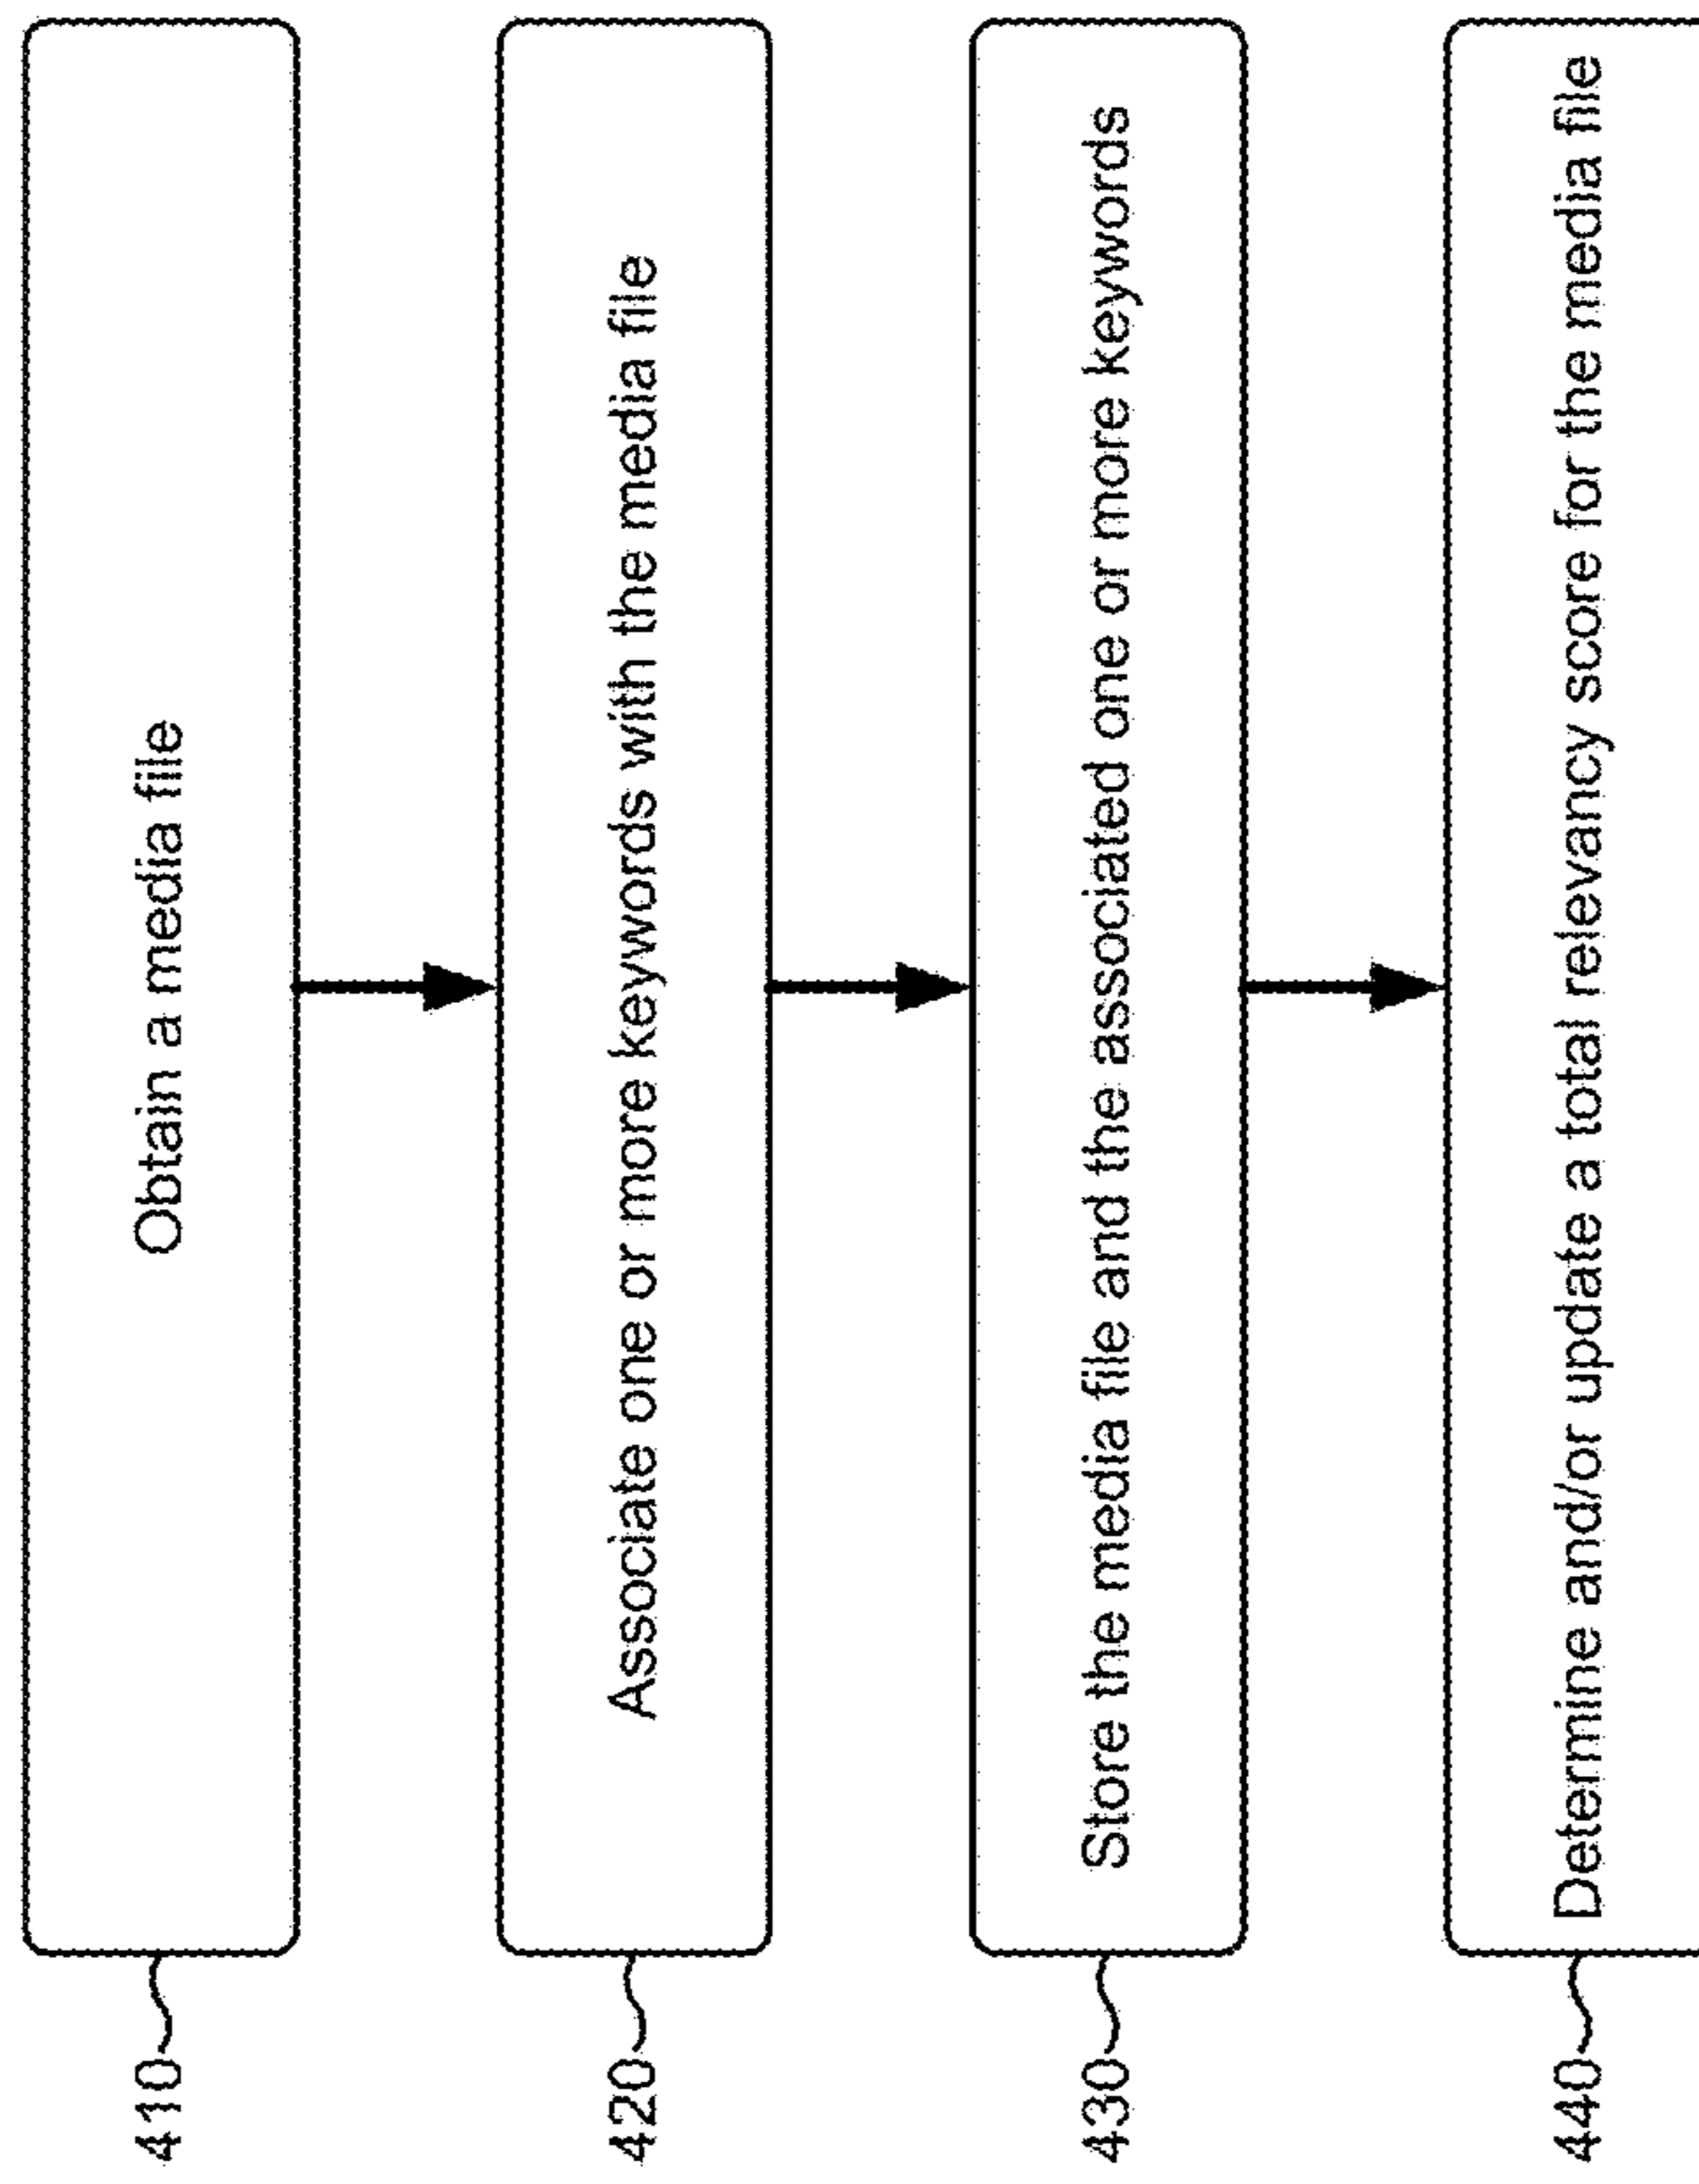 410
Obtain a media file
420
Associate one or more keywords with the media file
430
Store the media file and the associated one or more keywords
440
Determine and/or update a total relevancy score for the media file